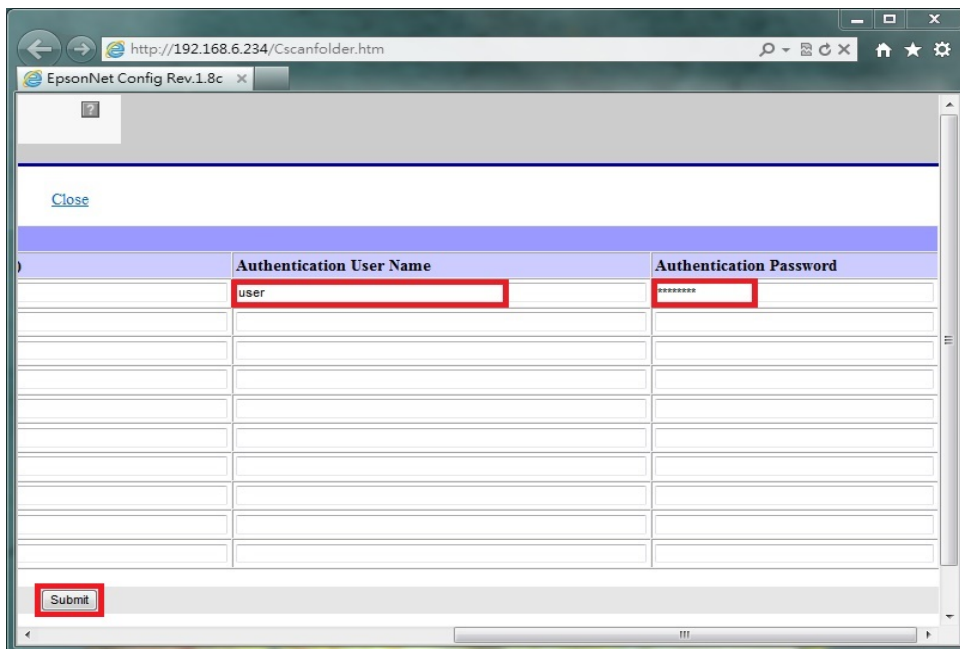 http://192.168.6.234/Cscanfolder.htm
EpsonNet Config Rev.1.8c
?
Close
) Authentication User Name Authentication Password
user ********
Submit